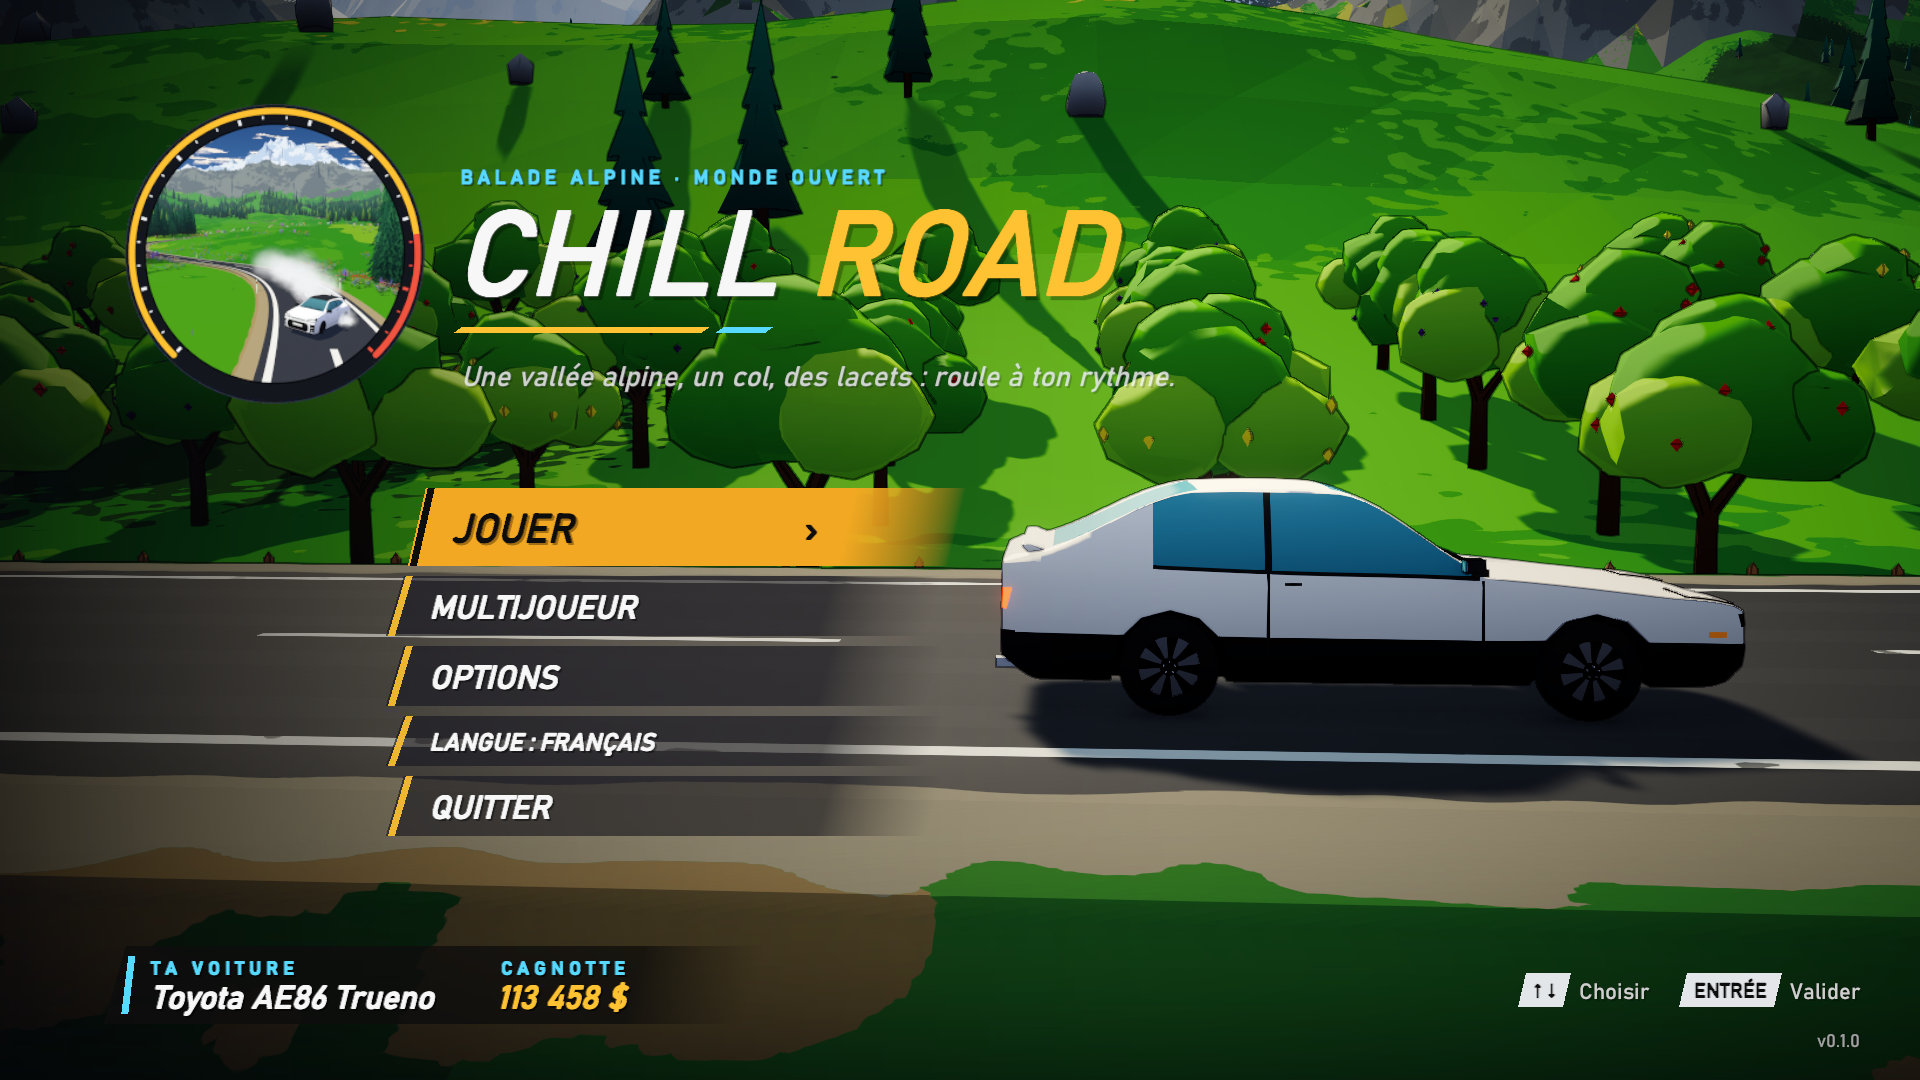 BALADE ALPINE · MONDE OUVERT
CHILL ROAD
Une vallée alpine, un col, des lacets : roule à ton rythme.
JOUER ›
MULTIJOUEUR
OPTIONS
LANGUE : FRANÇAIS
QUITTER
TA VOITURE CAGNOTTE
Toyota AE86 Trueno 113 458 $
↑↓ Choisir ENTRÉE Valider
v0.1.0